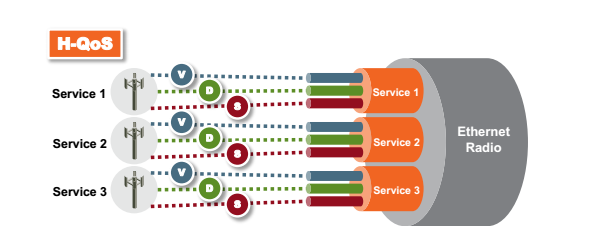 H-QoS
Service 1
V
D
S
Service 1
Service 2
V
D
S
Service 2
Service 3
V
D
S
Service 3
Ethernet
Radio